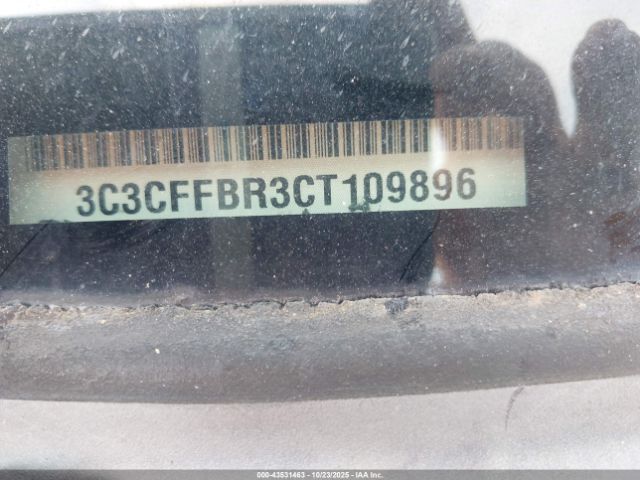 3C3CFFBR3CT109896
000-43531463 | 10/23/2025 | IAA Inc.